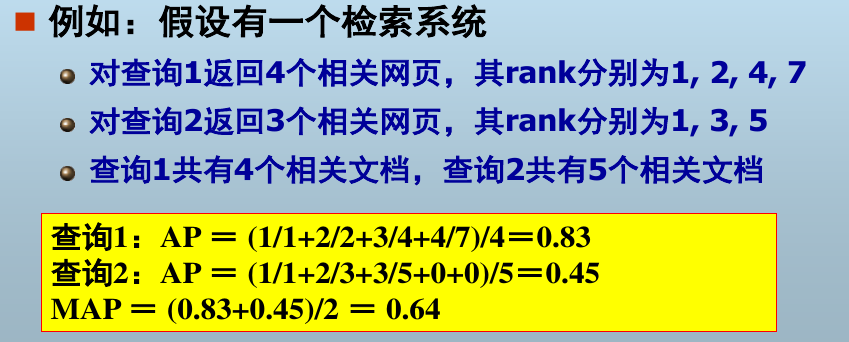 例如：假设有一个检索系统
对查询1返回4个相关网页，其rank分别为1, 2, 4, 7
对查询2返回3个相关网页，其rank分别为1, 3, 5
查询1共有4个相关文档，查询2共有5个相关文档
查询1：AP ＝ (1/1+2/2+3/4+4/7)/4＝0.83
查询2：AP ＝ (1/1+2/3+3/5+0+0)/5＝0.45
MAP ＝ (0.83+0.45)/2 ＝ 0.64